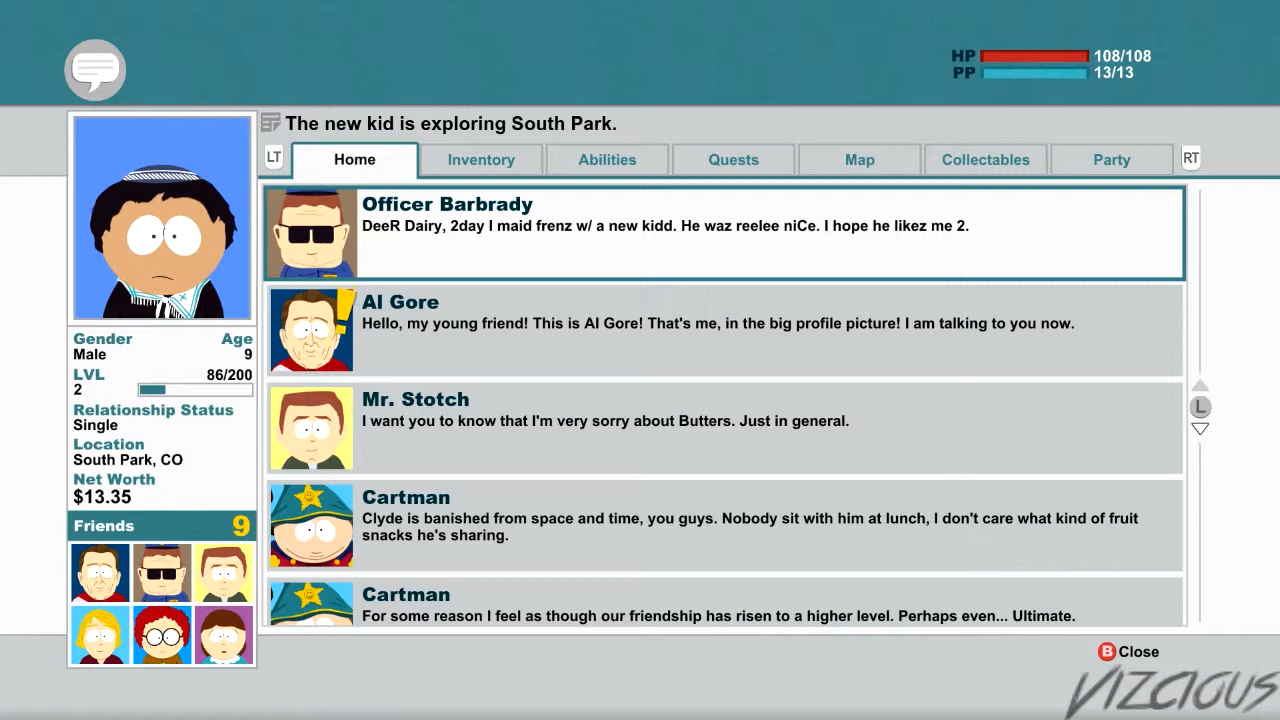 HP 108/108
PP 13/13
The new kid is exploring South Park.
LT Home Inventory Abilities Quests Map Collectables Party RT
Officer Barbrady
DeeR Dairy, 2day I maid frenz w/ a new kidd. He waz reelee niCe. I hope he likez me 2.
Al Gore
Hello, my young friend! This is Al Gore! That's me, in the big profile picture! I am talking to you now.
Mr. Stotch
I want you to know that I'm very sorry about Butters. Just in general.
Cartman
Clyde is banished from space and time, you guys. Nobody sit with him at lunch, I don't care what kind of fruit
snacks he's sharing.
Cartman
For some reason I feel as though our friendship has risen to a higher level. Perhaps even... Ultimate.
Gender Age
Male 9
LVL 86/200
2
Relationship Status
Single
Location
South Park, CO
Net Worth
$13.35
Friends 9
L
B Close
VIZCIOUS